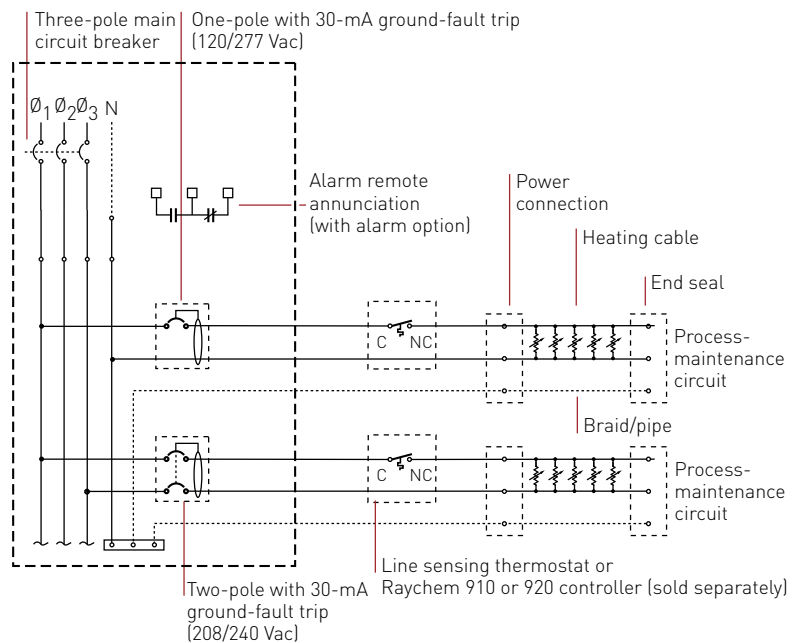 Three-pole main
circuit breaker
One-pole with 30-mA ground-fault trip
(120/277 Vac)
Ø1 Ø2 Ø3 N
Alarm remote
annunciation
(with alarm option)
Power
connection
Heating cable
End seal
C NC
Process-
maintenance
circuit
Braid/pipe
C NC
Process-
maintenance
circuit
Line sensing thermostat or
Raychem 910 or 920 controller (sold separately)
Two-pole with 30-mA
ground-fault trip
(208/240 Vac)